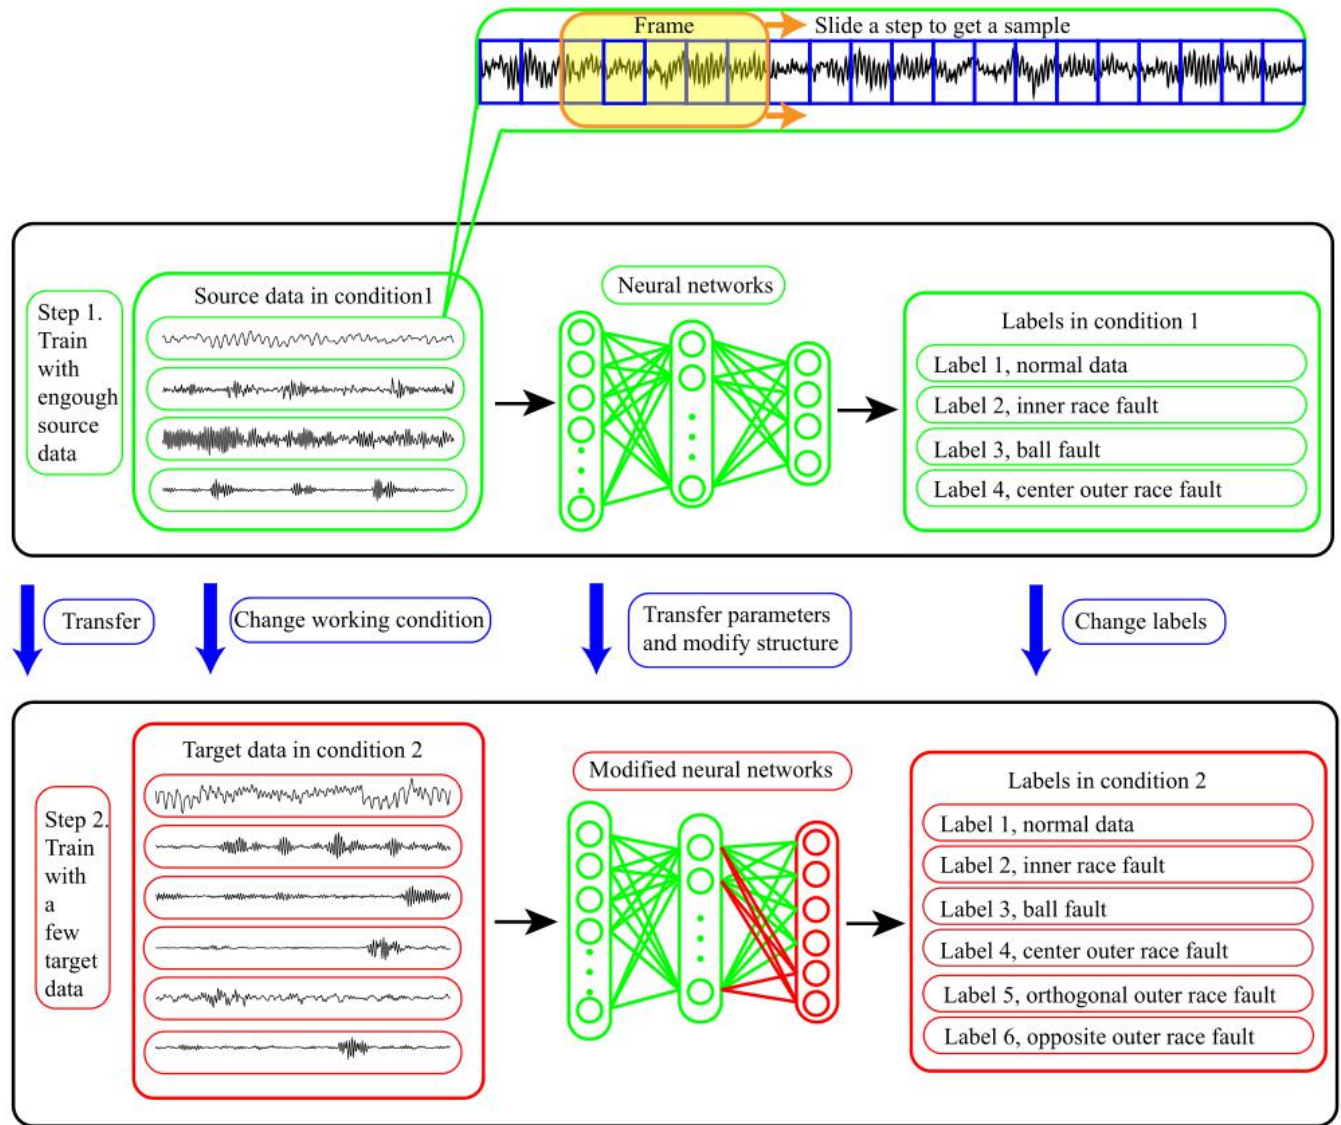 Frame
Slide a step to get a sample
Step 1.
Train
with
engough
source
data
Source data in condition1
Neural networks
Labels in condition 1
Label 1, normal data
Label 2, inner race fault
Label 3, ball fault
Label 4, center outer race fault
Transfer
Change working condition
Transfer parameters
and modify structure
Change labels
Step 2.
Train
with
a
few
target
data
Target data in condition 2
Modified neural networks
Labels in condition 2
Label 1, normal data
Label 2, inner race fault
Label 3, ball fault
Label 4, center outer race fault
Label 5, orthogonal outer race fault
Label 6, opposite outer race fault